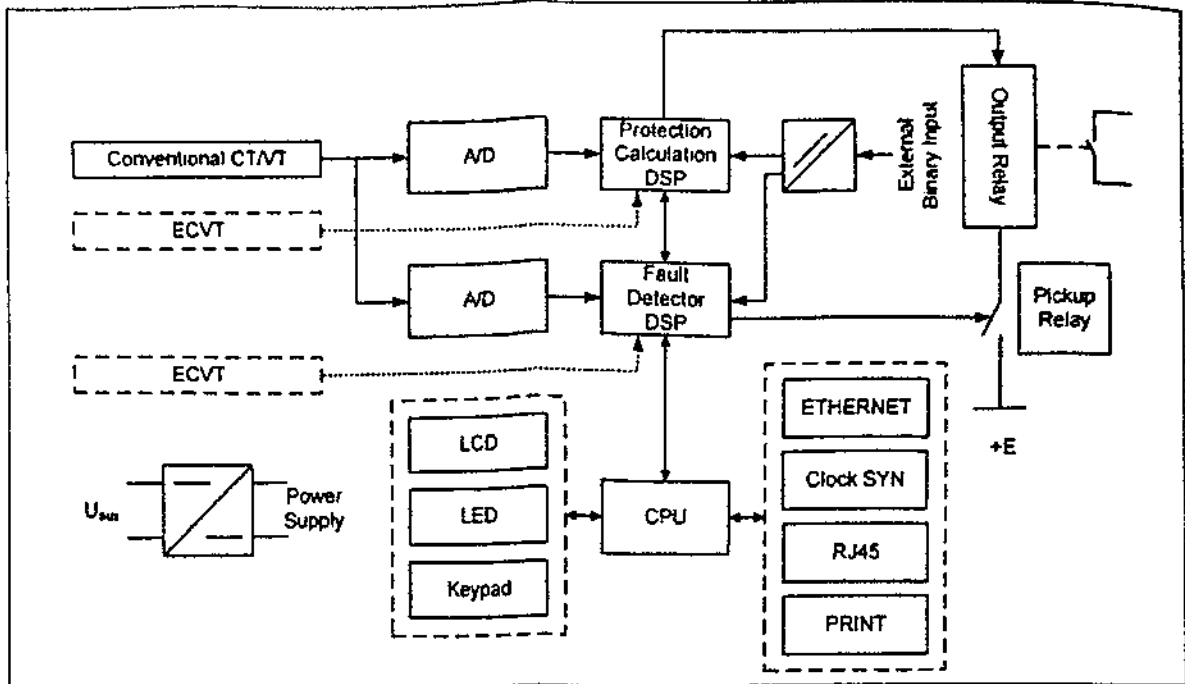 Conventional CT/VT
ECVT
A/D
Protection
Calculation
DSP
External
Binary Input
Output Relay
ECVT
A/D
Fault
Detector
DSP
Pickup
Relay
+E
LCD
LED
Keypad
CPU
ETHERNET
Clock SYN
RJ45
PRINT
Power
Supply